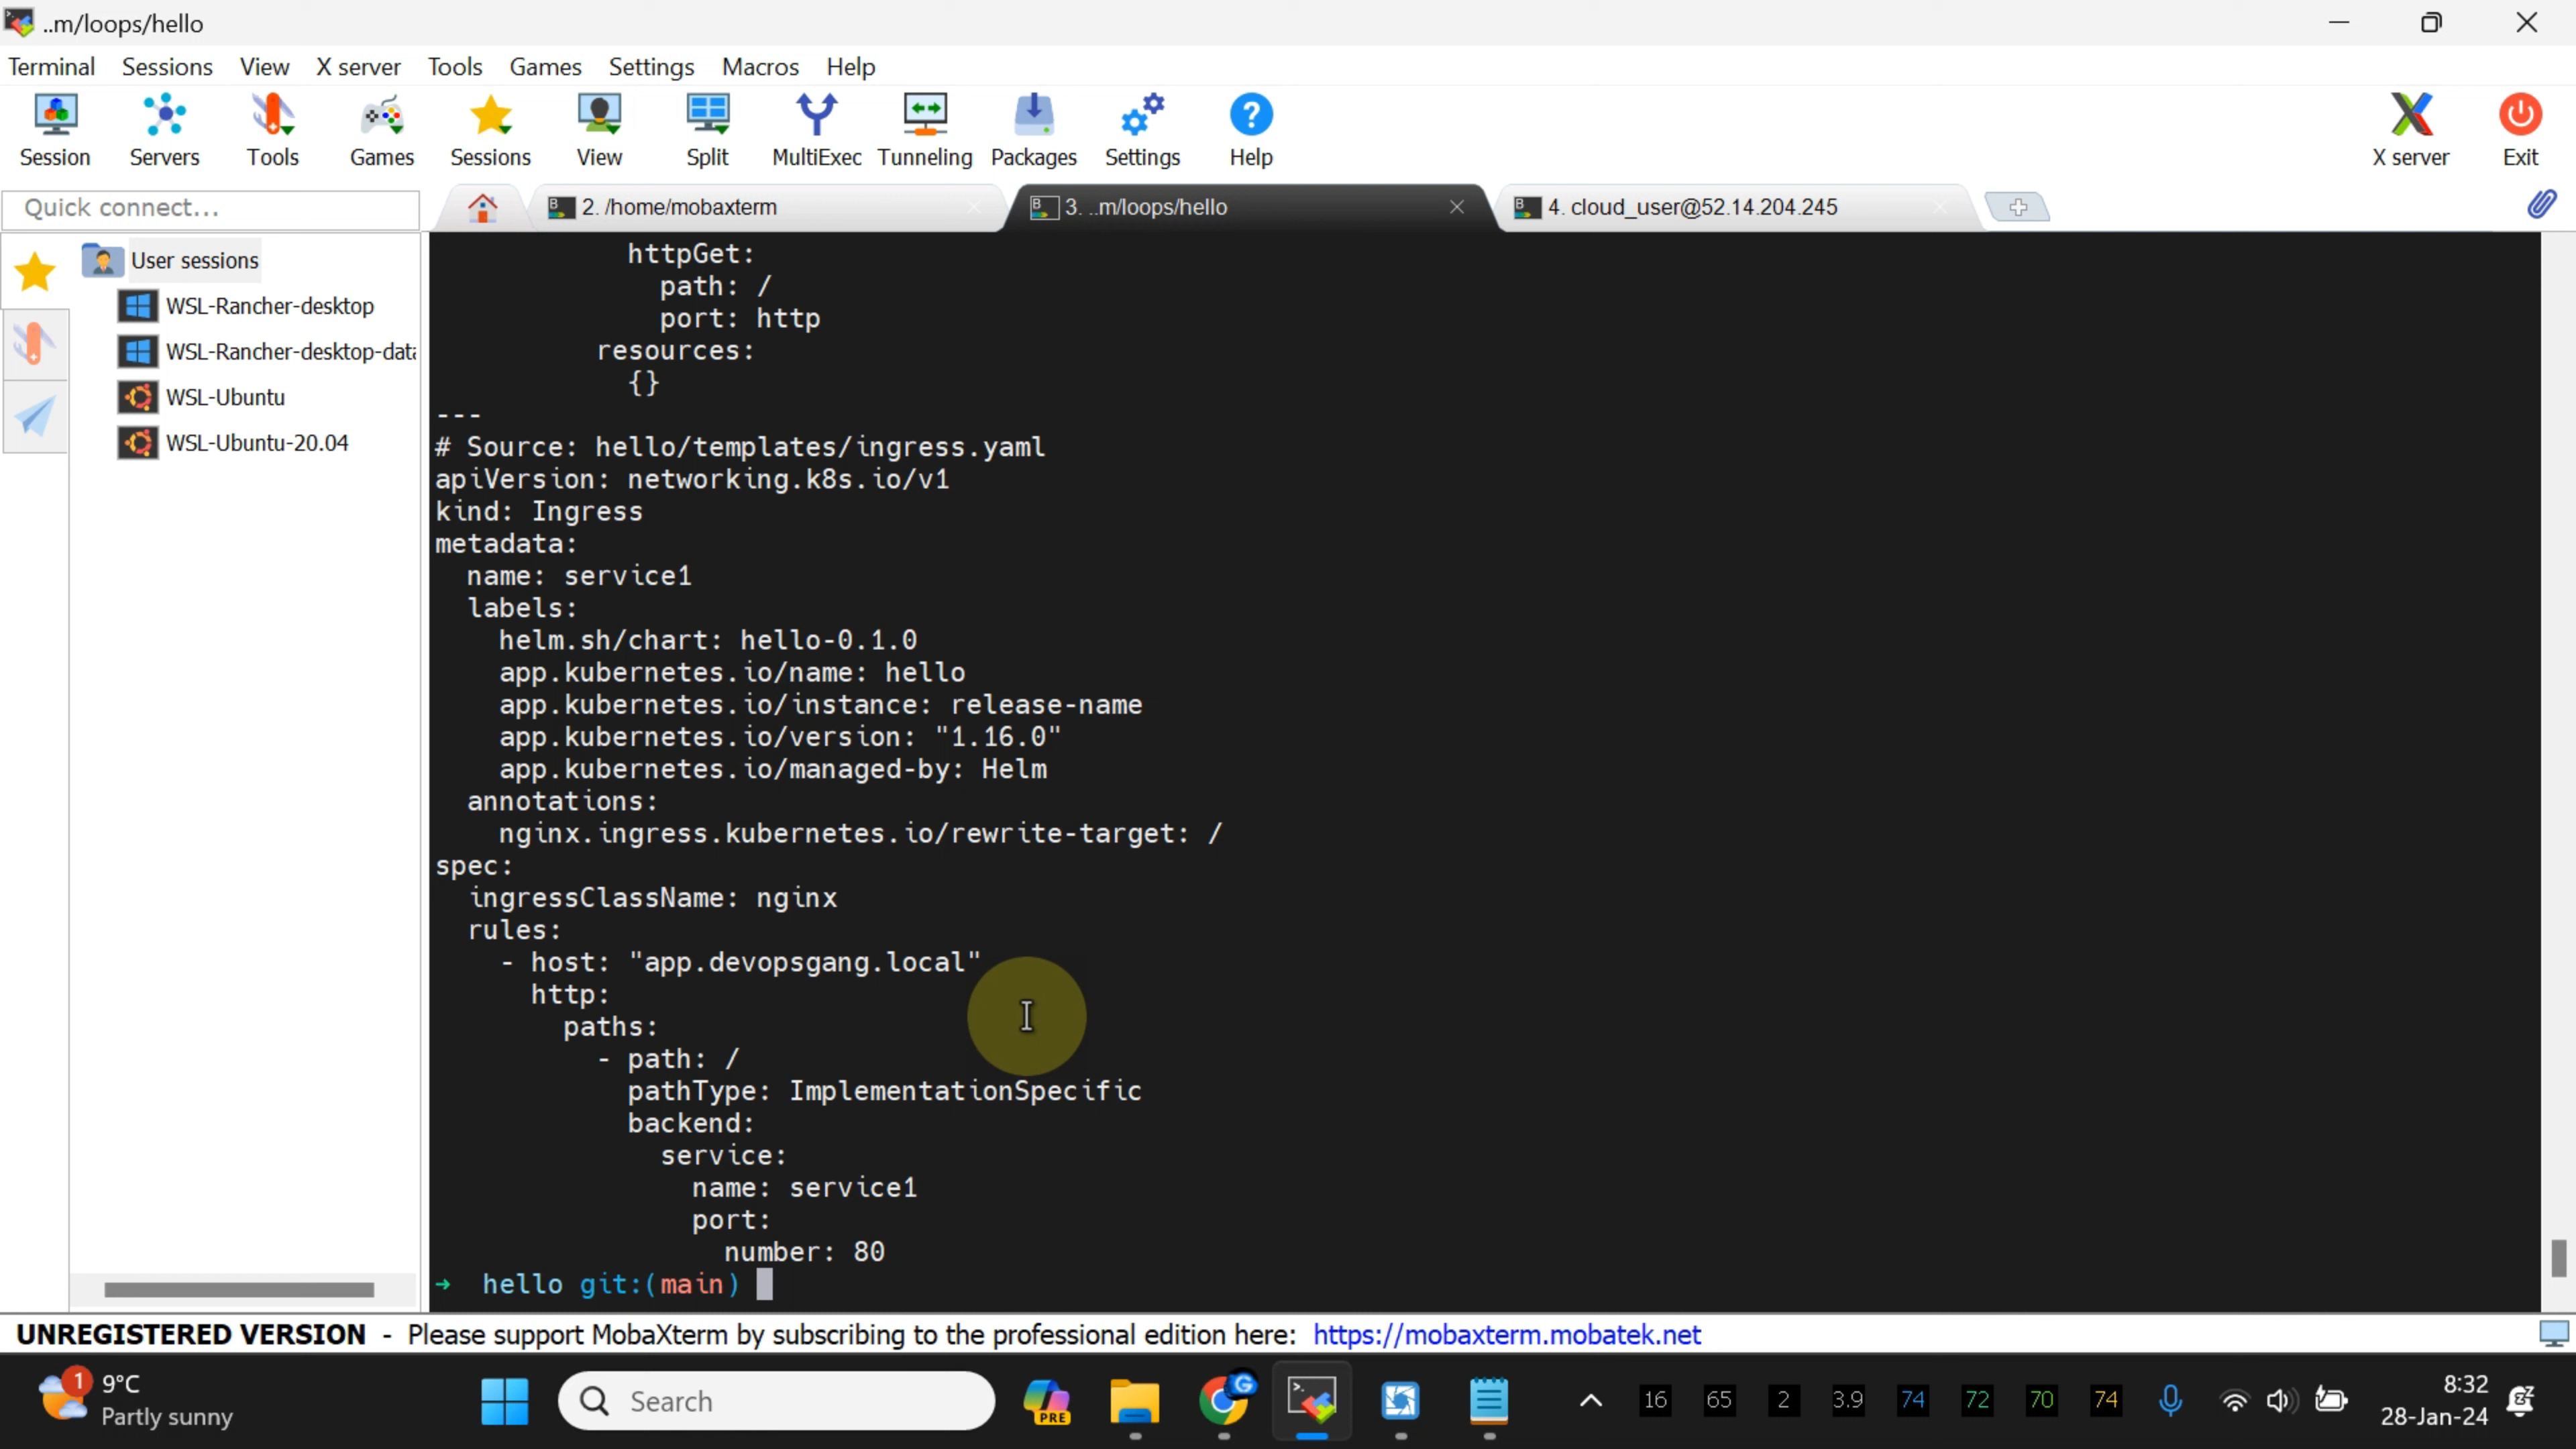 ..m/loops/hello
Terminal Sessions View X server Tools Games Settings Macros Help
Session Servers Tools Games Sessions View Split MultiExec Tunneling Packages Settings Help X server Exit
Quick connect...
2. /home/mobaxterm
3. ..m/loops/hello
4. cloud_user@52.14.204.245
User sessions
WSL-Rancher-desktop
WSL-Rancher-desktop-data
WSL-Ubuntu
WSL-Ubuntu-20.04
httpGet:
path: /
port: http
resources:
{}
---
# Source: hello/templates/ingress.yaml
apiVersion: networking.k8s.io/v1
kind: Ingress
metadata:
name: service1
labels:
helm.sh/chart: hello-0.1.0
app.kubernetes.io/name: hello
app.kubernetes.io/instance: release-name
app.kubernetes.io/version: "1.16.0"
app.kubernetes.io/managed-by: Helm
annotations:
nginx.ingress.kubernetes.io/rewrite-target: /
spec:
ingressClassName: nginx
rules:
- host: "app.devopsgang.local"
http:
paths:
- path: /
pathType: ImplementationSpecific
backend:
service:
name: service1
port:
number: 80
➜ hello git:(main)
UNREGISTERED VERSION - Please support MobaXterm by subscribing to the professional edition here: https://mobaxterm.mobatek.net
1 9°C
Partly sunny
Search
PRE
G
16 65 2 3.9 74 72 70 74
8:32
28-Jan-24